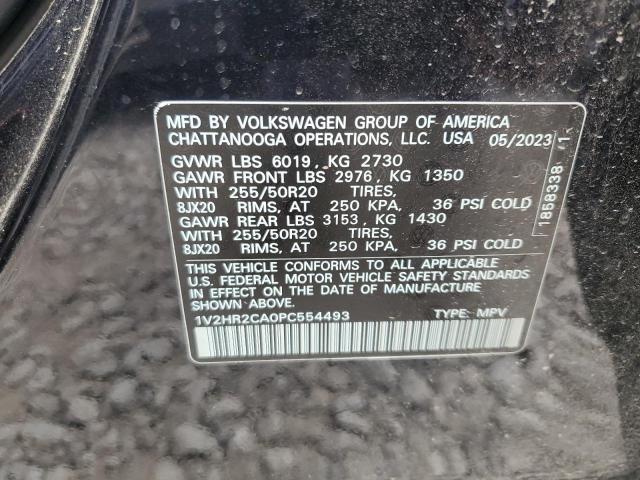 MFD BY VOLKSWAGEN GROUP OF AMERICA
CHATTANOOGA OPERATIONS, LLC. USA 05/2023
GVWR LBS 6019, KG 2730
GAWR FRONT LBS 2976, KG 1350
WITH 255/50R20 TIRES,
8JX20 RIMS, AT 250 KPA, 36 PSI COLD
GAWR REAR LBS 3153, KG 1430
WITH 255/50R20 TIRES,
8JX20 RIMS, AT 250 KPA, 36 PSI COLD
THIS VEHICLE CONFORMS TO ALL APPLICABLE
U.S. FEDERAL MOTOR VEHICLE SAFETY STANDARDS
IN EFFECT ON THE DATE OF MANUFACTURE
SHOWN ABOVE.
1V2HR2CA0PC554493 TYPE: MPV
1858338 1